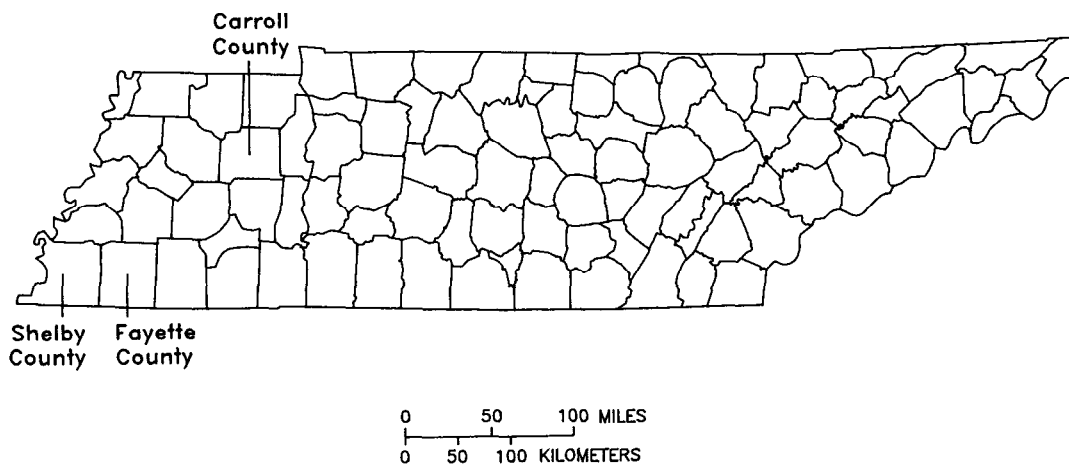 Carroll
County
Shelby
County
Fayette
County
0 50 100 MILES
0 50 100 KILOMETERS